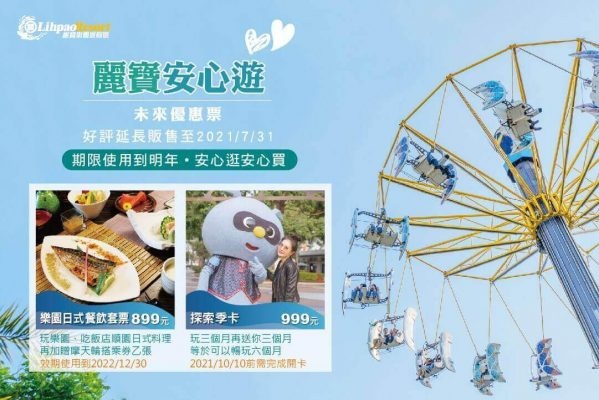 LihpaoResort
麗寶樂園渡假區
麗寶安心遊
未來優惠票
好評延長販售至2021/7/31
期限使用到明年·安心逛安心買
樂園日式餐飲套票 899元
玩樂園、吃飯店順園日式料理
再加贈摩天輪搭乘券乙張
效期使用到2022/12/30
探索季卡 999元
玩三個月再送你三個月
等於可以暢玩六個月
2021/10/10前需完成開卡